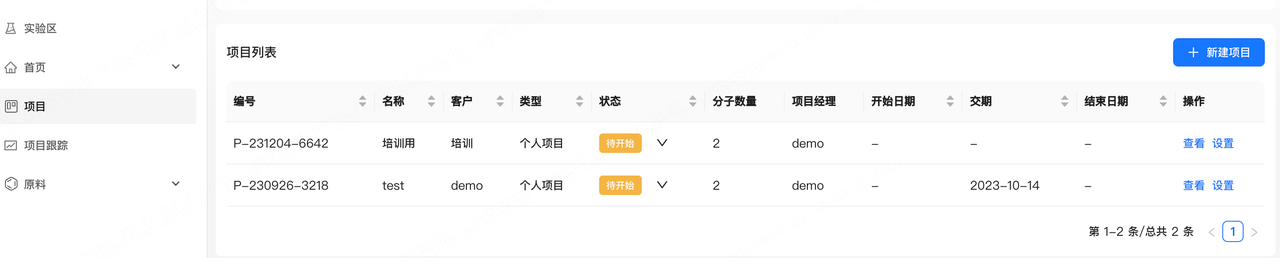 实验区
首页
项目
项目跟踪
原料
项目列表
+ 新建项目
编号 名称 客户 类型 状态 分子数量 项目经理 开始日期 交期 结束日期 操作
P-231204-6642 培训用 培训 个人项目 待开始 2 demo - - - 查看 设置
P-230926-3218 test demo 个人项目 待开始 2 demo - 2023-10-14 - 查看 设置
第 1-2 条/总共 2 条 < 1 >